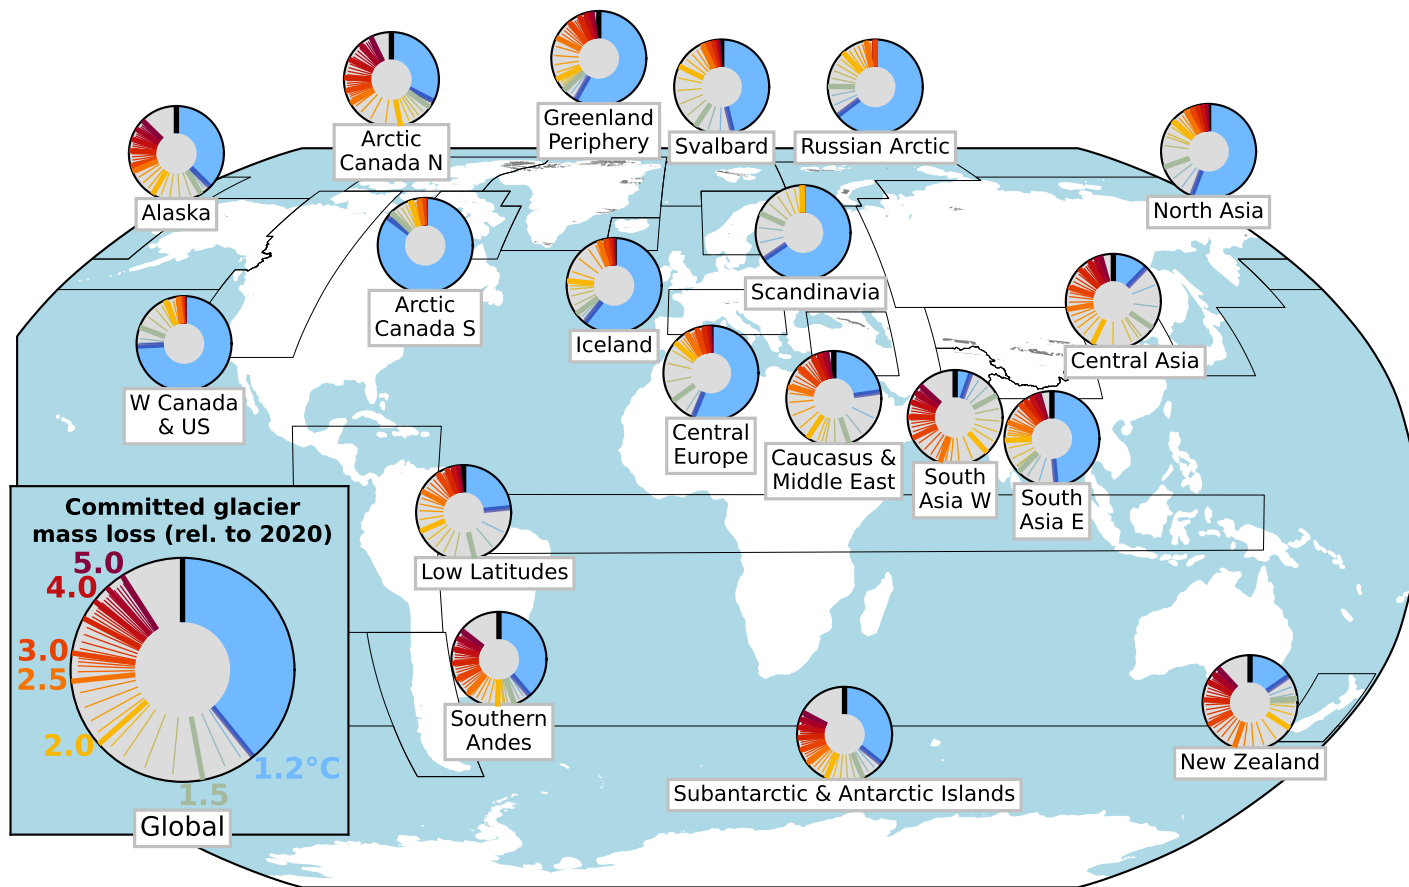 Greenland
Periphery
Arctic
Canada N
Svalbard
Russian Arctic
Alaska
North Asia
Arctic
Canada S
Scandinavia
Iceland
Central Asia
W Canada
& US
Central
Europe
Caucasus &
Middle East
South
Asia W
South
Asia E
Low Latitudes
Southern
Andes
New Zealand
Subantarctic & Antarctic Islands
Committed glacier
mass loss (rel. to 2020)
5.0
4.0
3.0
2.5
2.0
1.2°C
1.5
Global